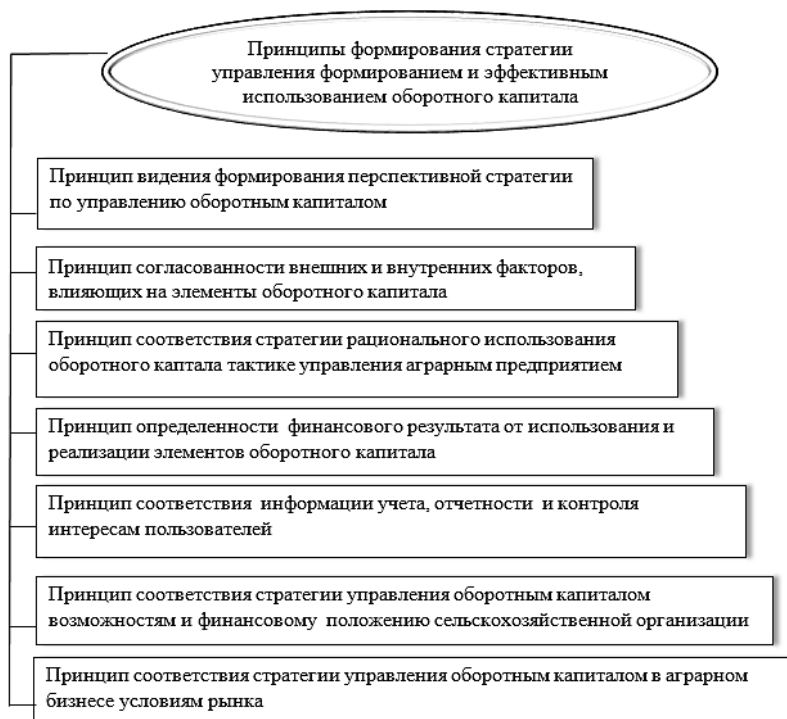 Принципы формирования стратегии
управления формированием и эффективным
использованием оборотного капитала
Принцип видения формирования перспективной стратегии
по управлению оборотным капиталом
Принцип согласованности внешних и внутренних факторов,
влияющих на элементы оборотного капитала
Принцип соответствия стратегии рационального использования
оборотного каптала тактике управления аграрным предприятием
Принцип определенности финансового результата от использования и
реализации элементов оборотного капитала
Принцип соответствия информации учета, отчетности и контроля
интересам пользователей
Принцип соответствия стратегии управления оборотным капиталом
возможностям и финансовому положению сельскохозяйственной организации
Принцип соответствия стратегии управления оборотным капиталом в аграрном
бизнесе условиям рынка